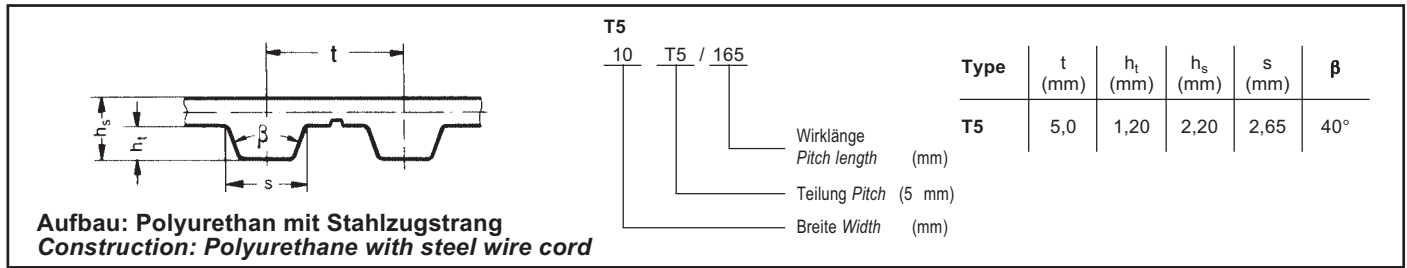 T5
10 T5 / 165
Wirklänge
Pitch length (mm)
Teilung Pitch (5 mm)
Breite Width (mm)
t
hs
ht
β
s
Aufbau: Polyurethan mit Stahlzugstrang
Construction: Polyurethane with steel wire cord
Type t (mm) ht (mm) hs (mm) s (mm) β
T5 5,0 1,20 2,20 2,65 40°